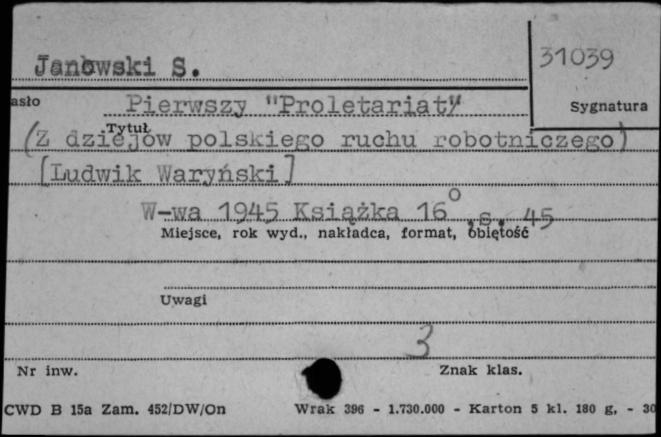 Janowski S.
31039
asło
Pierwszy "Proletariat"
Sygnatura
Tytuł
(Z dziejów polskiego ruchu robotniczego)
[Ludwik Waryński]
W-wa 1945 Książka 16°, s. 45
Miejsce, rok wyd., nakładca, format, objętość
Uwagi
3
Nr inw.
Znak klas.
CWD B 15a Zam. 452/DW/On
Wrak 396 - 1.730.000 - Karton 5 kl. 180 g, - 30